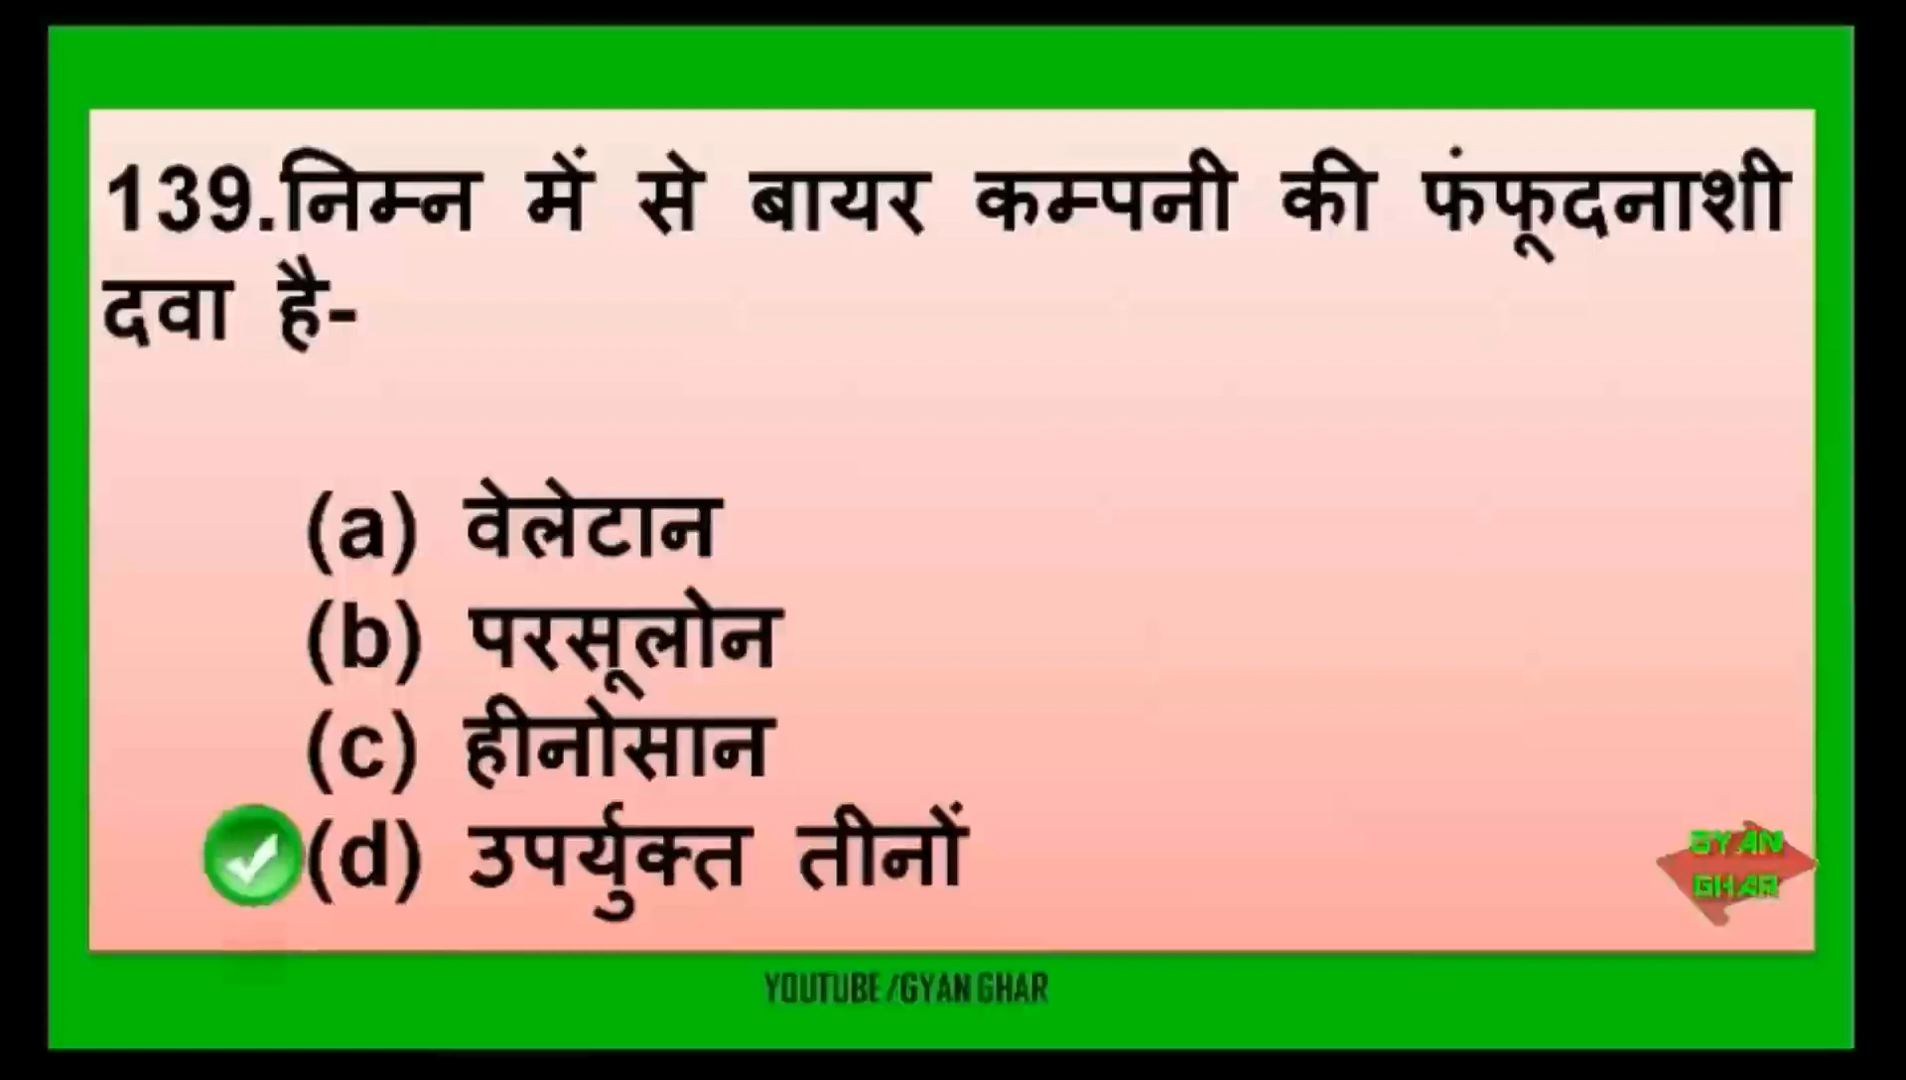 139.निम्न में से बायर कम्पनी की फंफूदनाशी
दवा है-
(a) वेलेटान
(b) परसूलोन
(c) हीनोसान
(d) उपर्युक्त तीनों
GYAN
GHAR
YOUTUBE/GYAN GHAR